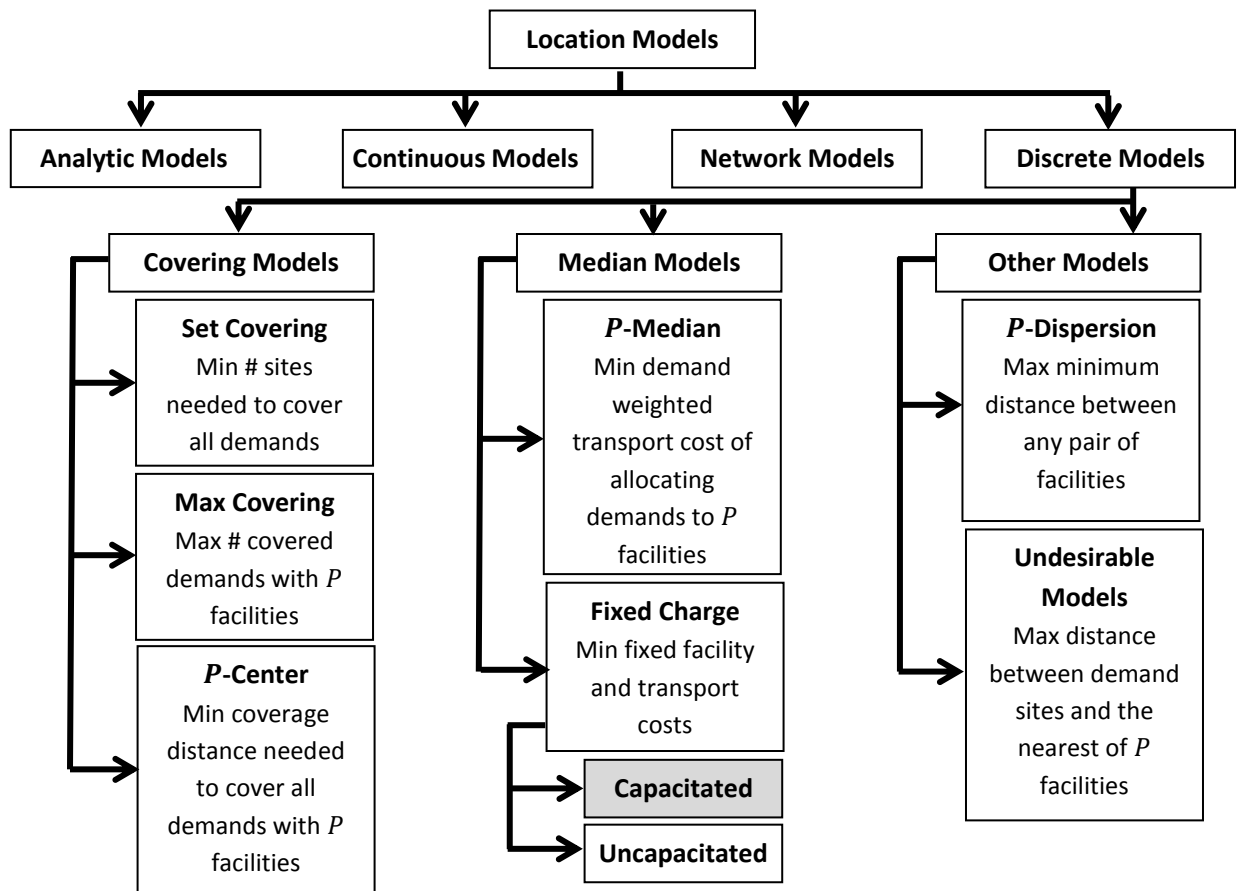 Location Models
Analytic Models
Continuous Models
Network Models
Discrete Models
Covering Models
Median Models
Other Models
Set Covering
Min # sites
needed to cover
all demands
Max Covering
Max # covered
demands with P
facilities
P-Center
Min coverage
distance needed
to cover all
demands with P
facilities
P-Median
Min demand
weighted
transport cost of
allocating
demands to P
facilities
Fixed Charge
Min fixed facility
and transport
costs
Capacitated
Uncapacitated
P-Dispersion
Max minimum
distance between
any pair of
facilities
Undesirable
Models
Max distance
between demand
sites and the
nearest of P
facilities